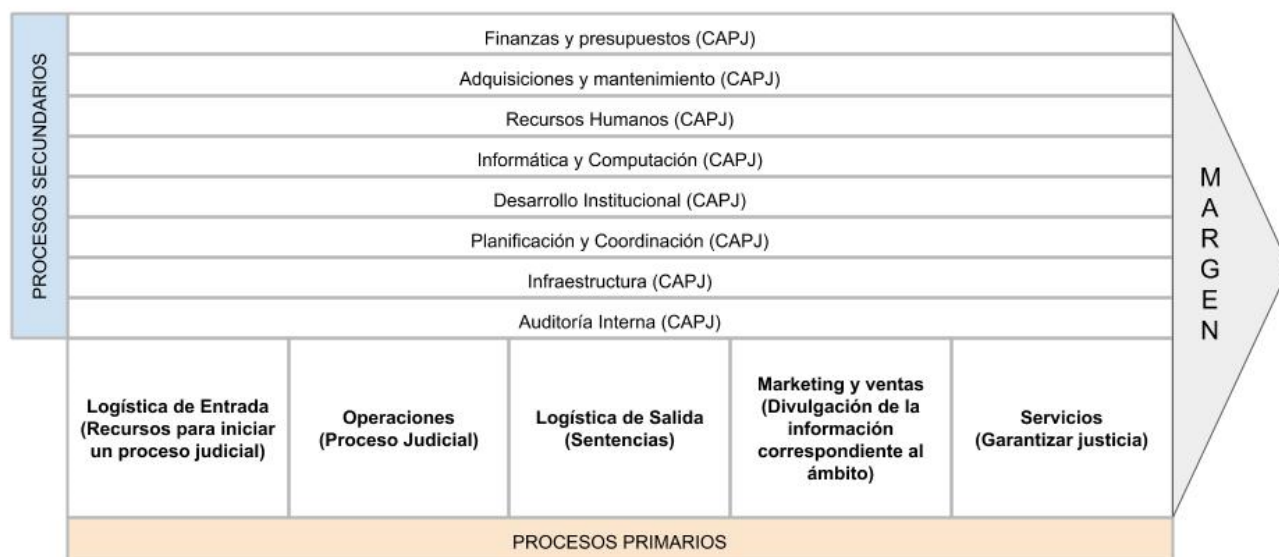 PROCESOS SECUNDARIOS
Finanzas y presupuestos (CAPJ)
Adquisiciones y mantenimiento (CAPJ)
Recursos Humanos (CAPJ)
Informática y Computación (CAPJ)
Desarrollo Institucional (CAPJ)
Planificación y Coordinación (CAPJ)
Infraestructura (CAPJ)
Auditoría Interna (CAPJ)
MARGEN
Logística de Entrada
(Recursos para iniciar
un proceso judicial)
Operaciones
(Proceso Judicial)
Logística de Salida
(Sentencias)
Marketing y ventas
(Divulgación de la
información
correspondiente al
ámbito)
Servicios
(Garantizar justicia)
PROCESOS PRIMARIOS